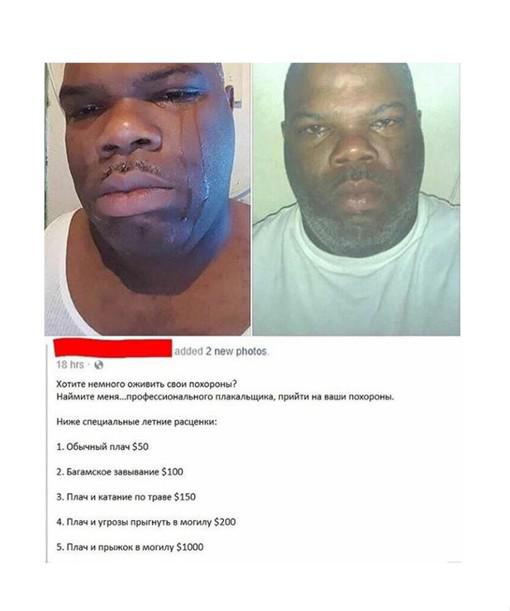 added 2 new photos.
18 hrs ·
Хотите немного оживить свои похороны?
Наймите меня...профессионального плакальщика, прийти на ваши похороны.
Ниже специальные летние расценки:
1. Обычный плач $50
2. Багамское завывание $100
3. Плач и катание по траве $150
4. Плач и угрозы прыгнуть в могилу $200
5. Плач и прыжок в могилу $1000